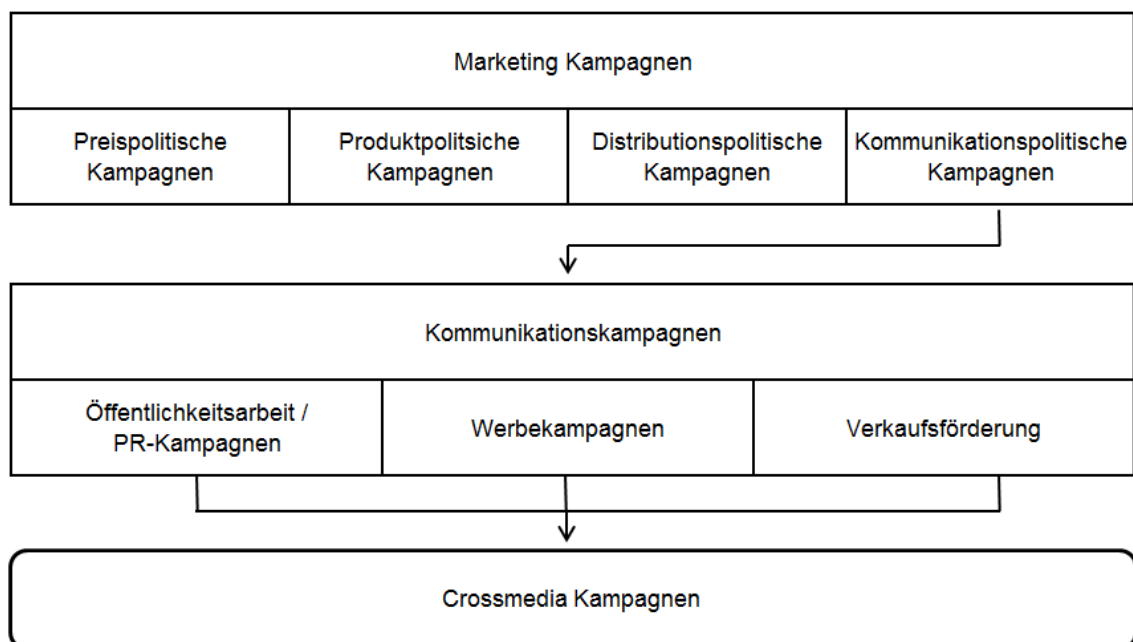 Marketing Kampagnen
Preispolitische
Kampagnen
Produktpolitsiche
Kampagnen
Distributionspolitische
Kampagnen
Kommunikationspolitische
Kampagnen
Kommunikationskampagnen
Öffentlichkeitsarbeit /
PR-Kampagnen
Werbekampagnen
Verkaufsförderung
Crossmedia Kampagnen